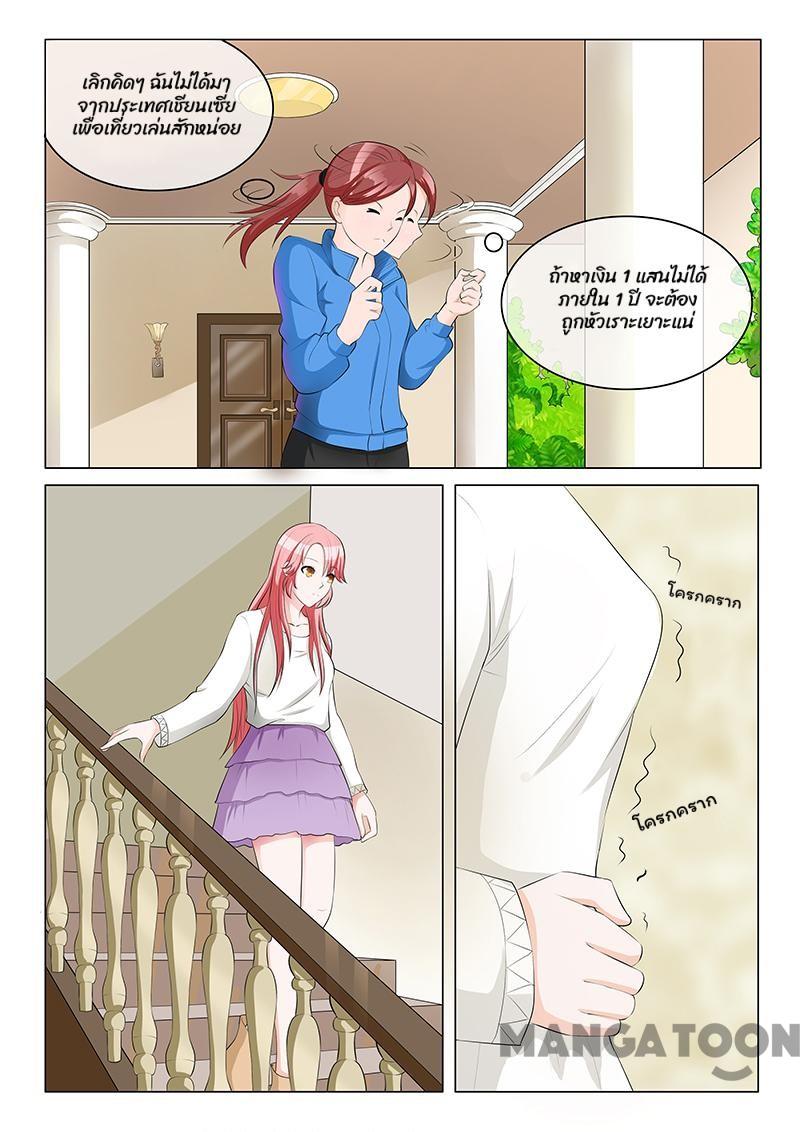 เลิกคิดๆ ฉันไม่ได้มา
จากประเทศเซียนเซี่ย
เพื่อเที่ยวเล่นสักหน่อย
ถ้าหาเงิน 1 แสนไม่ได้
ภายใน 1 ปี จะต้อง
ถูกหัวเราะเยาะแน่
โครกคราก
โครกคราก
MANGATOON